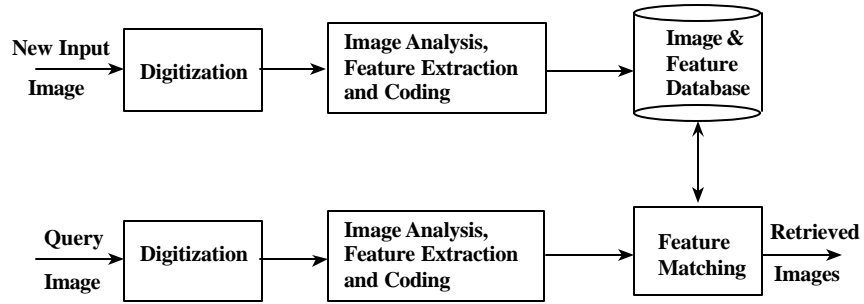 New Input
Image
Digitization
Image Analysis,
Feature Extraction
and Coding
Image &
Feature
Database
Query
Image
Digitization
Image Analysis,
Feature Extraction
and Coding
Feature
Matching
Retrieved
Images